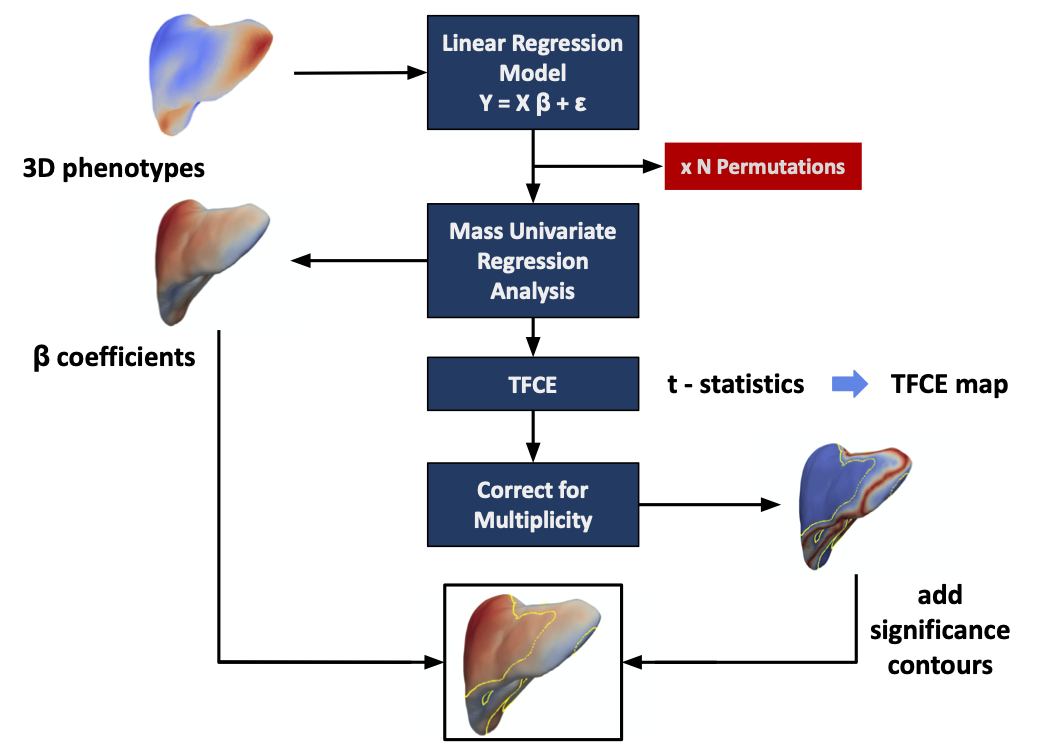 Linear Regression
Model
Y = X β + ε
3D phenotypes
x N Permutations
Mass Univariate
Regression
Analysis
β coefficients
TFCE
t - statistics
TFCE map
Correct for
Multiplicity
add
significance
contours